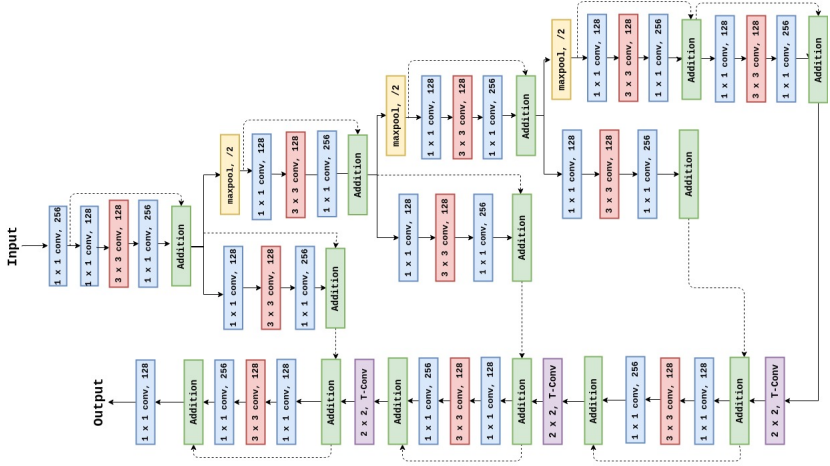 Input
1 x 1 conv, 256
1 x 1 conv, 128
3 x 3 conv, 128
1 x 1 conv, 256
Addition
maxpool, /2
1 x 1 conv, 128
3 x 3 conv, 128
1 x 1 conv, 256
Addition
1 x 1 conv, 128
3 x 3 conv, 128
1 x 1 conv, 256
Addition
maxpool, /2
1 x 1 conv, 128
3 x 3 conv, 128
1 x 1 conv, 256
Addition
1 x 1 conv, 128
3 x 3 conv, 128
1 x 1 conv, 256
Addition
maxpool, /2
1 x 1 conv, 128
3 x 3 conv, 128
1 x 1 conv, 256
Addition
1 x 1 conv, 128
3 x 3 conv, 128
1 x 1 conv, 256
Addition
1 x 1 conv, 128
3 x 3 conv, 128
1 x 1 conv, 256
Addition
2 x 2, T-Conv
Addition
1 x 1 conv, 128
3 x 3 conv, 128
1 x 1 conv, 256
Addition
2 x 2, T-Conv
Addition
1 x 1 conv, 128
3 x 3 conv, 128
1 x 1 conv, 256
Addition
2 x 2, T-Conv
Addition
1 x 1 conv, 128
3 x 3 conv, 128
1 x 1 conv, 256
Addition
1 x 1 conv, 128
Output